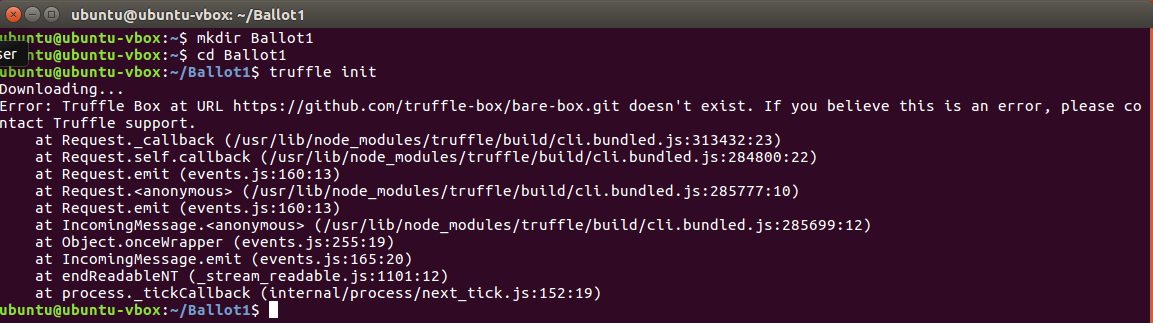 ubuntu@ubuntu-vbox: ~/Ballot1
ubuntu@ubuntu-vbox:~$ mkdir Ballot1
ser ubuntu@ubuntu-vbox:~$ cd Ballot1
ubuntu@ubuntu-vbox:~/Ballot1$ truffle init
Downloading...
Error: Truffle Box at URL https://github.com/truffle-box/bare-box.git doesn't exist. If you believe this is an error, please co
ntact Truffle support.
    at Request._callback (/usr/lib/node_modules/truffle/build/cli.bundled.js:313432:23)
    at Request.self.callback (/usr/lib/node_modules/truffle/build/cli.bundled.js:284800:22)
    at Request.emit (events.js:160:13)
    at Request.<anonymous> (/usr/lib/node_modules/truffle/build/cli.bundled.js:285777:10)
    at Request.emit (events.js:160:13)
    at IncomingMessage.<anonymous> (/usr/lib/node_modules/truffle/build/cli.bundled.js:285699:12)
    at Object.onceWrapper (events.js:255:19)
    at IncomingMessage.emit (events.js:165:20)
    at endReadableNT (_stream_readable.js:1101:12)
    at process._tickCallback (internal/process/next_tick.js:152:19)
ubuntu@ubuntu-vbox:~/Ballot1$